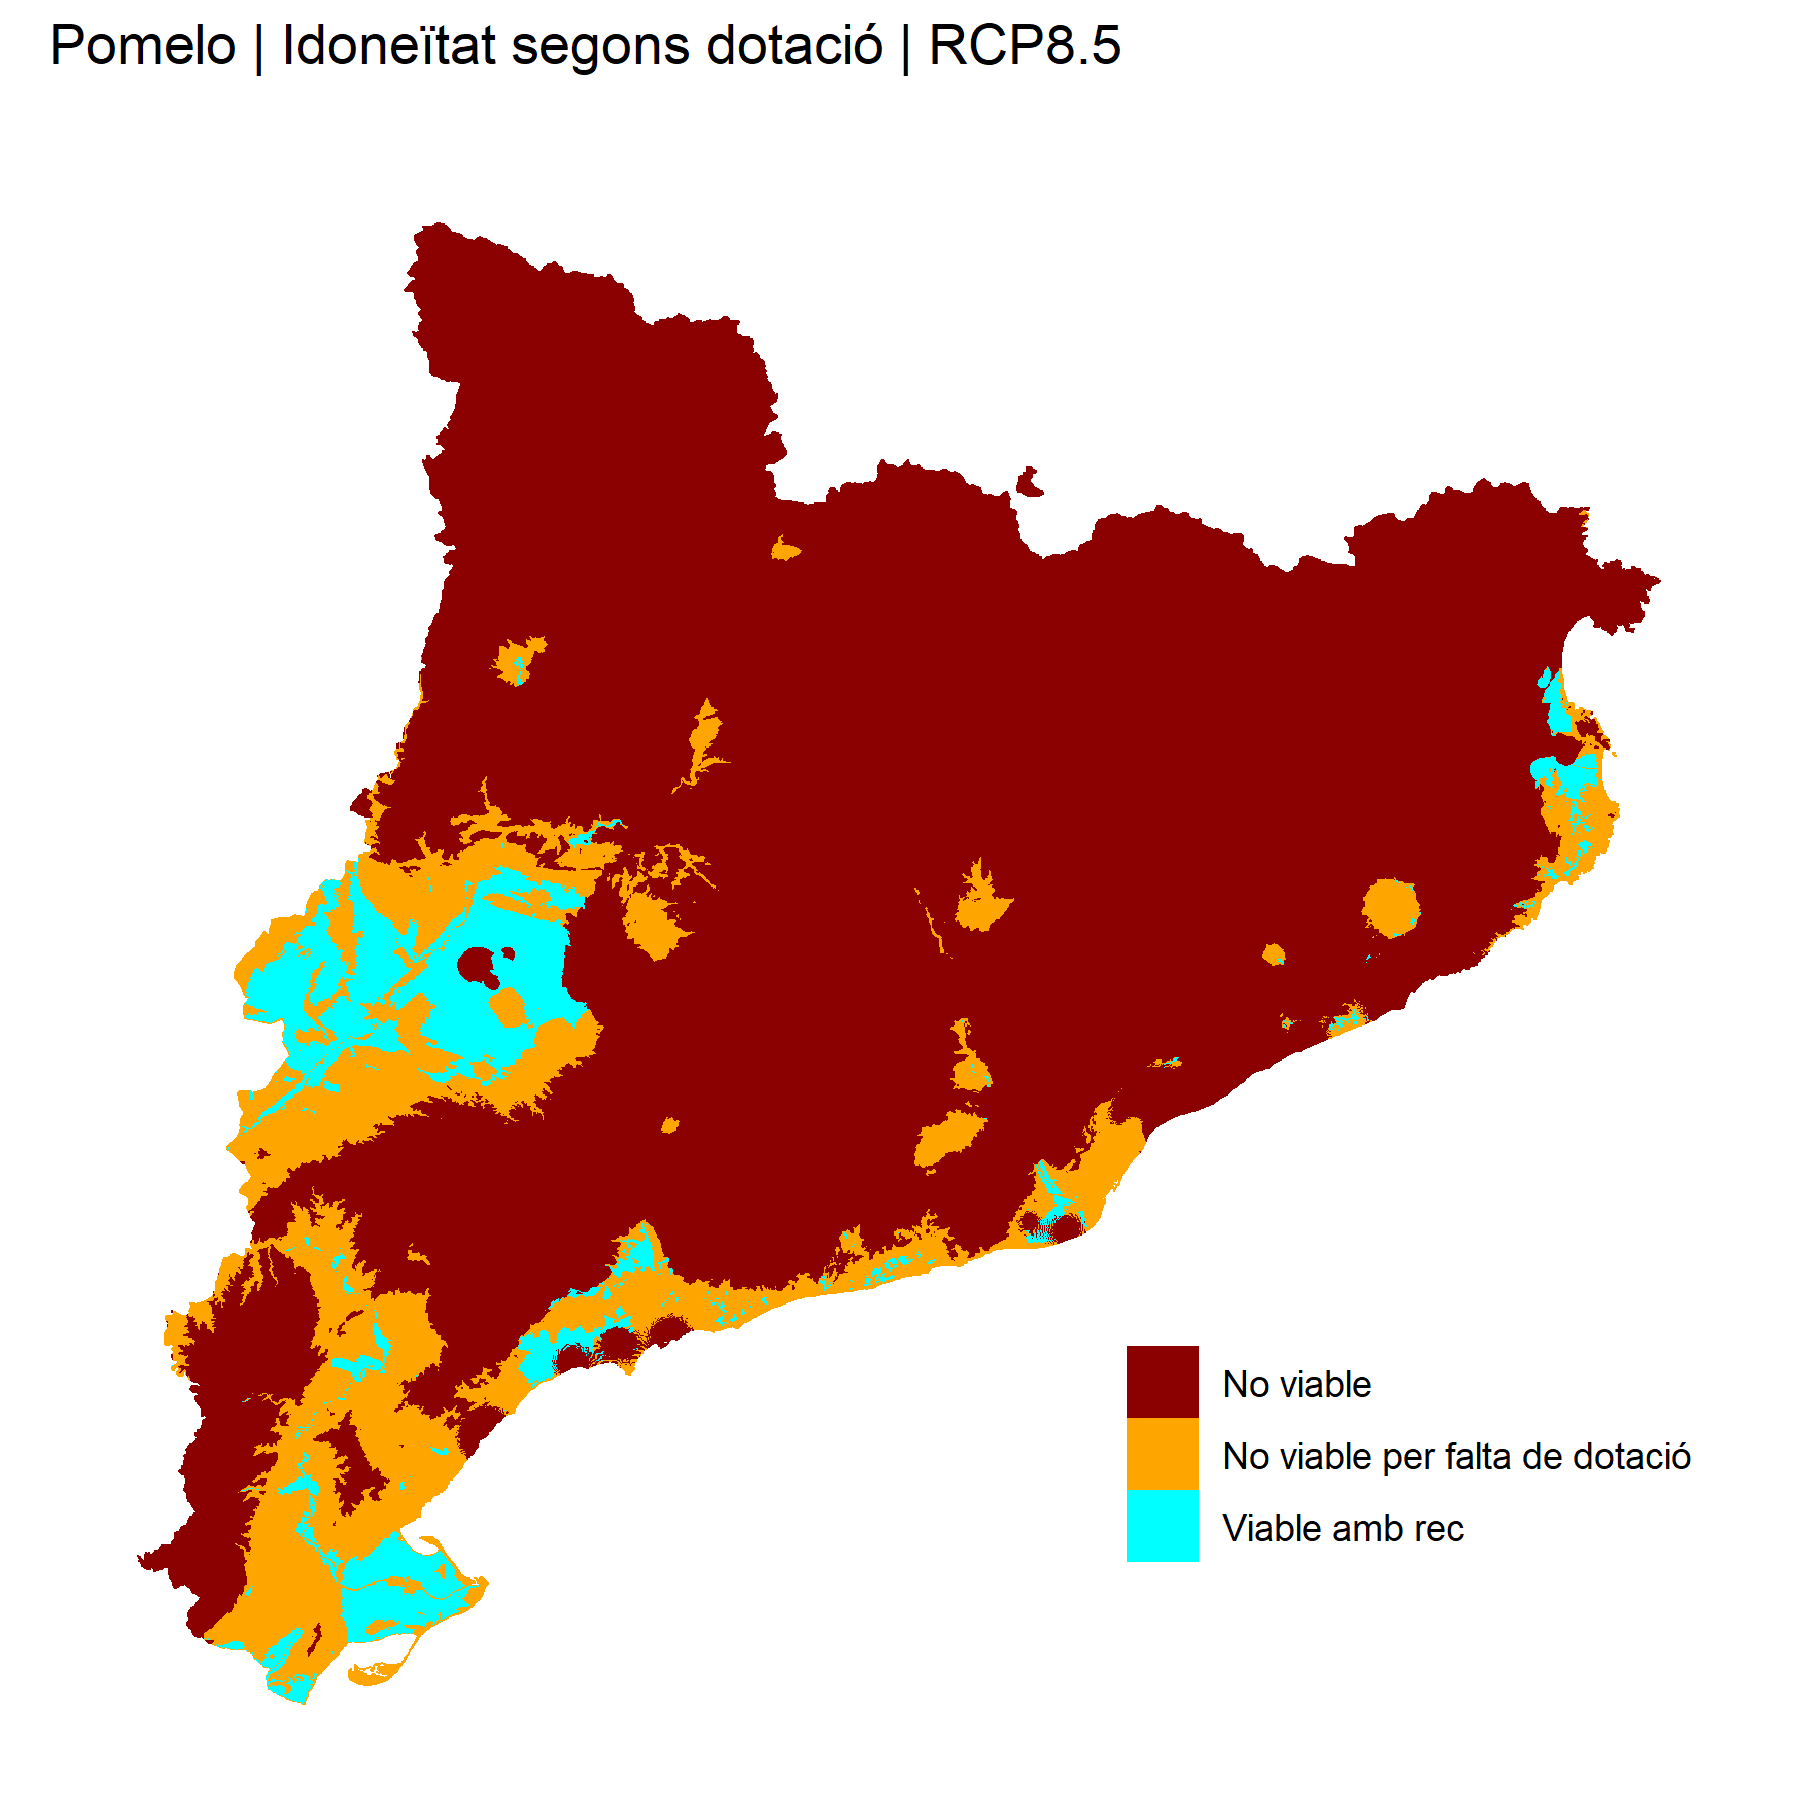 Pomelo | Idoneïtat segons dotació | RCP8.5
No viable
No viable per falta de dotació
Viable amb rec